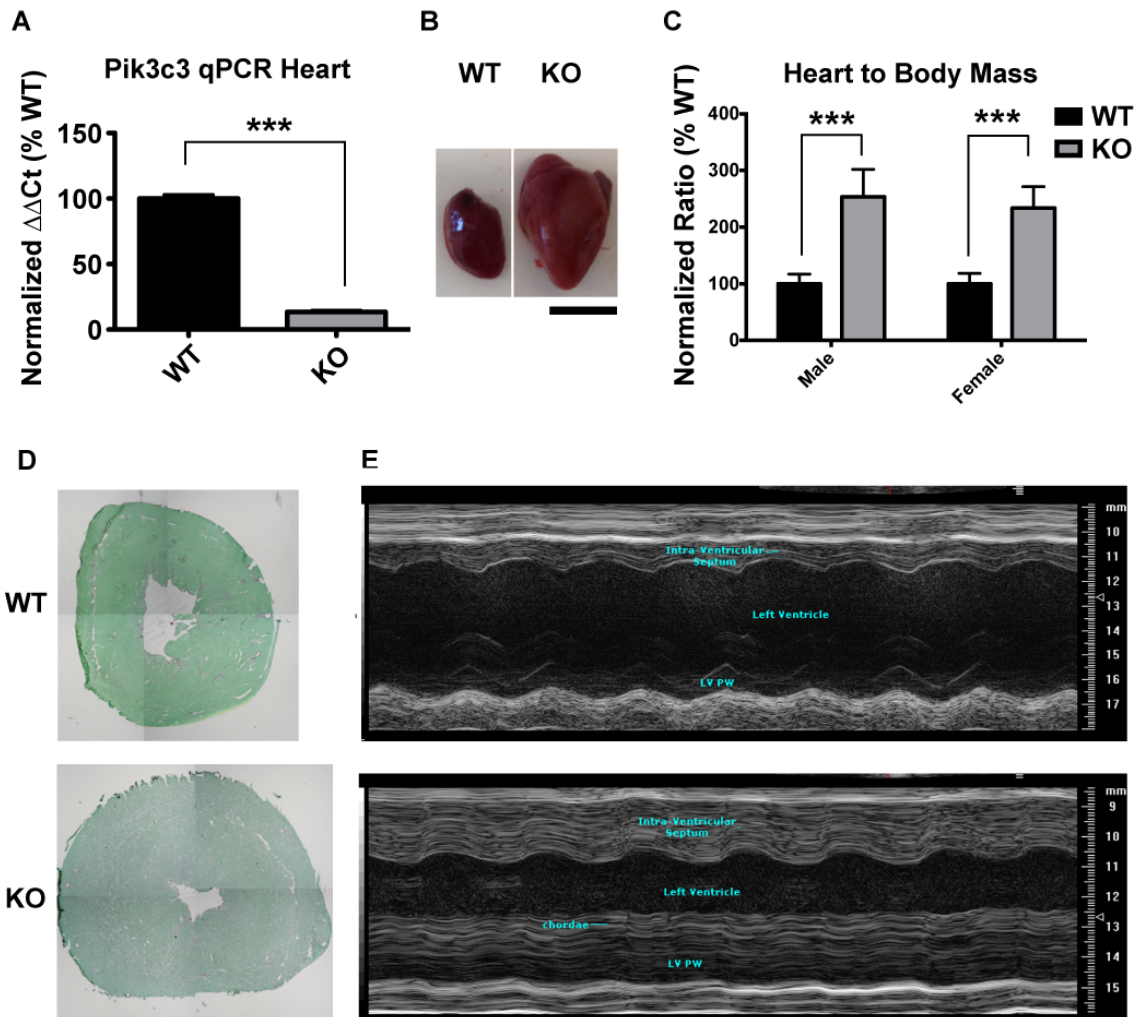 A
Pik3c3 qPCR Heart
Normalized ΔΔCt (% WT)
150
100
50
0
***
WT
KO
B
WT KO
C
Heart to Body Mass
Normalized Ratio (% WT)
400
300
200
100
0
***
***
Male
Female
WT
KO
D
WT
KO
E
mm
10
11
12
13
14
15
16
17
Intra-Ventricular
Septum
Left Ventricle
LV PW
mm
9
10
11
12
13
14
15
Intra-Ventricular
Septum
Left Ventricle
chordae
LV PW